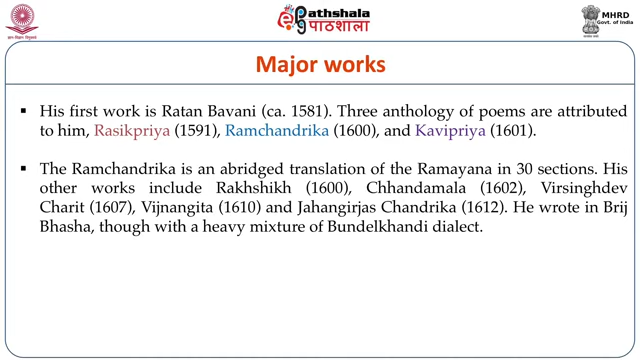 Pathshala
पाठशाला
MHRD
Govt. of India
Major works
▪ His first work is Ratan Bavani (ca. 1581). Three anthology of poems are attributed
to him, Rasikpriya (1591), Ramchandrika (1600), and Kavipriya (1601).
▪ The Ramchandrika is an abridged translation of the Ramayana in 30 sections. His
other works include Rakhshikh (1600), Chhandamala (1602), Virsinghdev
Charit (1607), Vijnangita (1610) and Jahangirjas Chandrika (1612). He wrote in Brij
Bhasha, though with a heavy mixture of Bundelkhandi dialect.